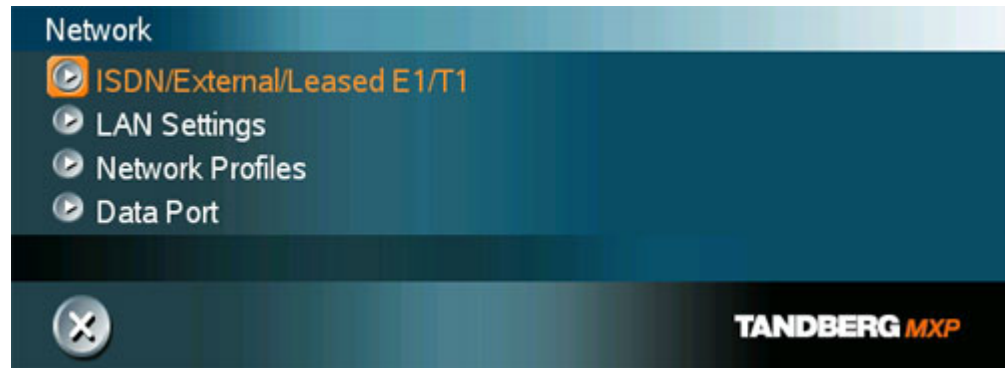 Network
ISDN/External/Leased E1/T1
LAN Settings
Network Profiles
Data Port
TANDBERG MXP